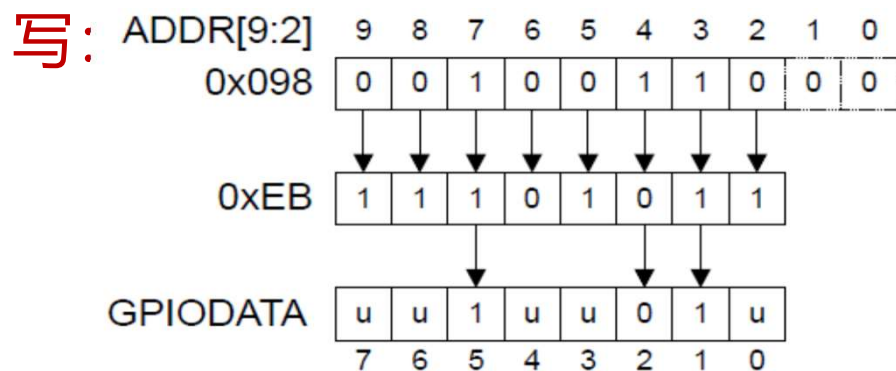 写: ADDR[9:2] 9 8 7 6 5 4 3 2 1 0
0x098 0 0 1 0 0 1 1 0 0 0
0xEB 1 1 1 0 1 0 1 1
GPIODATA u u 1 u u 0 1 u
7 6 5 4 3 2 1 0